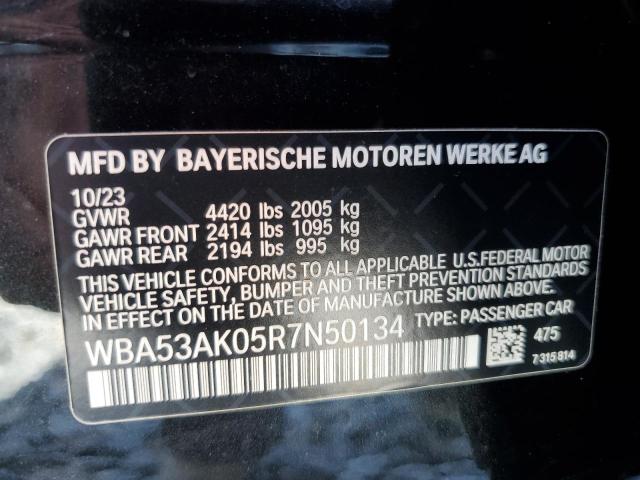 MFD BY BAYERISCHE MOTOREN WERKE AG
10/23
GVWR 4420 lbs 2005 kg
GAWR FRONT 2414 lbs 1095 kg
GAWR REAR 2194 lbs 995 kg
THIS VEHICLE CONFORMS TO ALL APPLICABLE U.S.FEDERAL MOTOR
VEHICLE SAFETY, BUMPER AND THEFT PREVENTION STANDARDS
IN EFFECT ON THE DATE OF MANUFACTURE SHOWN ABOVE.
WBA53AK05R7N50134 TYPE: PASSENGER CAR
475
7 315 814